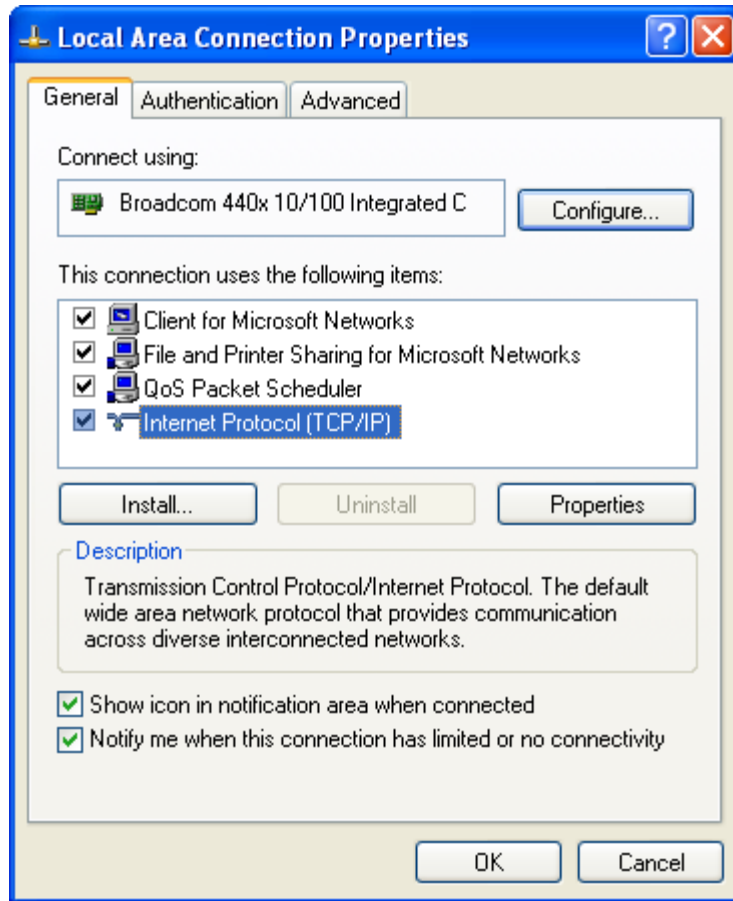 Local Area Connection Properties
General Authentication Advanced
Connect using:
Broadcom 440x 10/100 Integrated C
Configure...
This connection uses the following items:
Client for Microsoft Networks
File and Printer Sharing for Microsoft Networks
QoS Packet Scheduler
Internet Protocol (TCP/IP)
Install... Uninstall Properties
Description
Transmission Control Protocol/Internet Protocol. The default
wide area network protocol that provides communication
across diverse interconnected networks.
Show icon in notification area when connected
Notify me when this connection has limited or no connectivity
OK Cancel